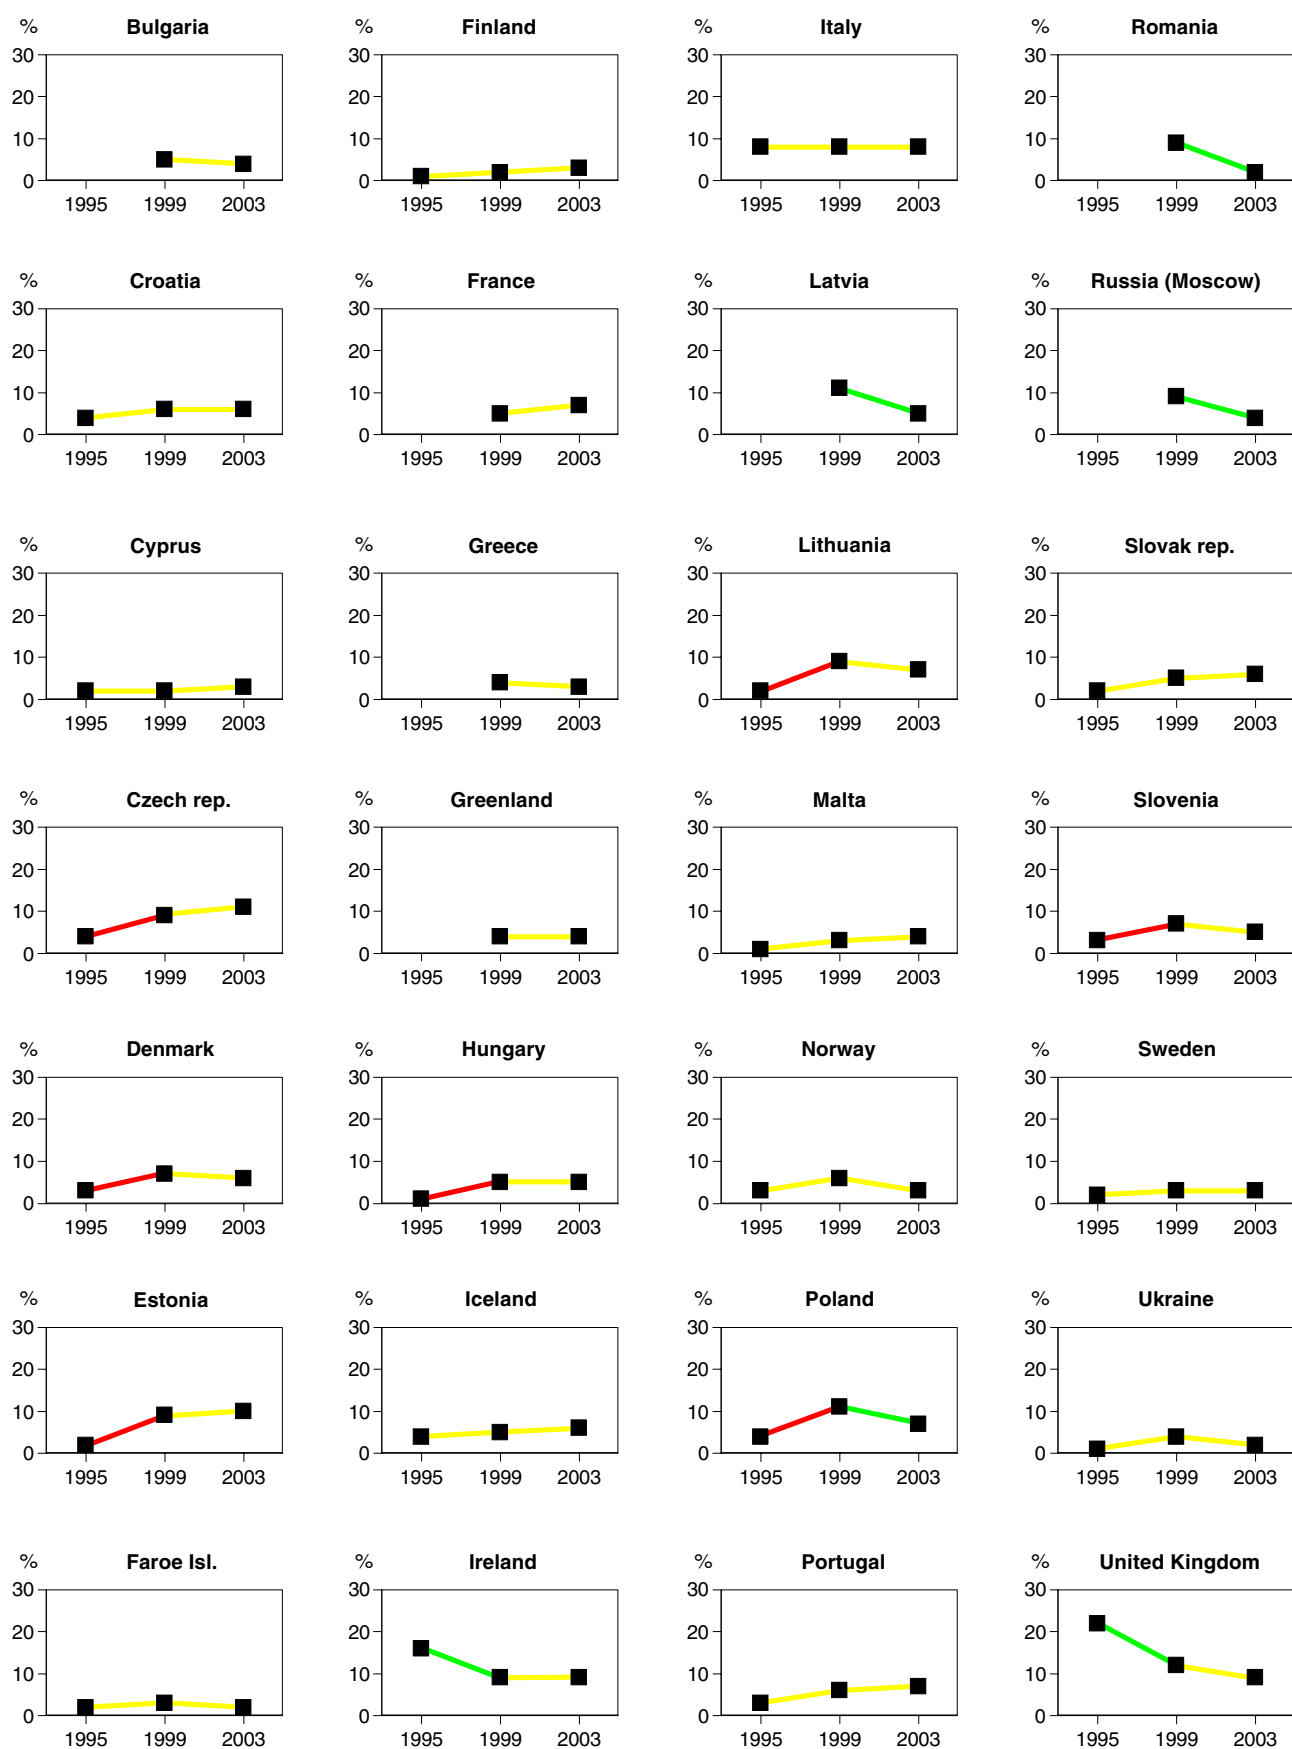 % Bulgaria % Finland % Italy % Romania
30 30 30 30
20 20 20 20
10 10 10 10
0 0 0 0
1995 1999 2003 1995 1999 2003 1995 1999 2003 1995 1999 2003
% Croatia % France % Latvia % Russia (Moscow)
30 30 30 30
20 20 20 20
10 10 10 10
0 0 0 0
1995 1999 2003 1995 1999 2003 1995 1999 2003 1995 1999 2003
% Cyprus % Greece % Lithuania % Slovak rep.
30 30 30 30
20 20 20 20
10 10 10 10
0 0 0 0
1995 1999 2003 1995 1999 2003 1995 1999 2003 1995 1999 2003
% Czech rep. % Greenland % Malta % Slovenia
30 30 30 30
20 20 20 20
10 10 10 10
0 0 0 0
1995 1999 2003 1995 1999 2003 1995 1999 2003 1995 1999 2003
% Denmark % Hungary % Norway % Sweden
30 30 30 30
20 20 20 20
10 10 10 10
0 0 0 0
1995 1999 2003 1995 1999 2003 1995 1999 2003 1995 1999 2003
% Estonia % Iceland % Poland % Ukraine
30 30 30 30
20 20 20 20
10 10 10 10
0 0 0 0
1995 1999 2003 1995 1999 2003 1995 1999 2003 1995 1999 2003
% Faroe Isl. % Ireland % Portugal % United Kingdom
30 30 30 30
20 20 20 20
10 10 10 10
0 0 0 0
1995 1999 2003 1995 1999 2003 1995 1999 2003 1995 1999 2003